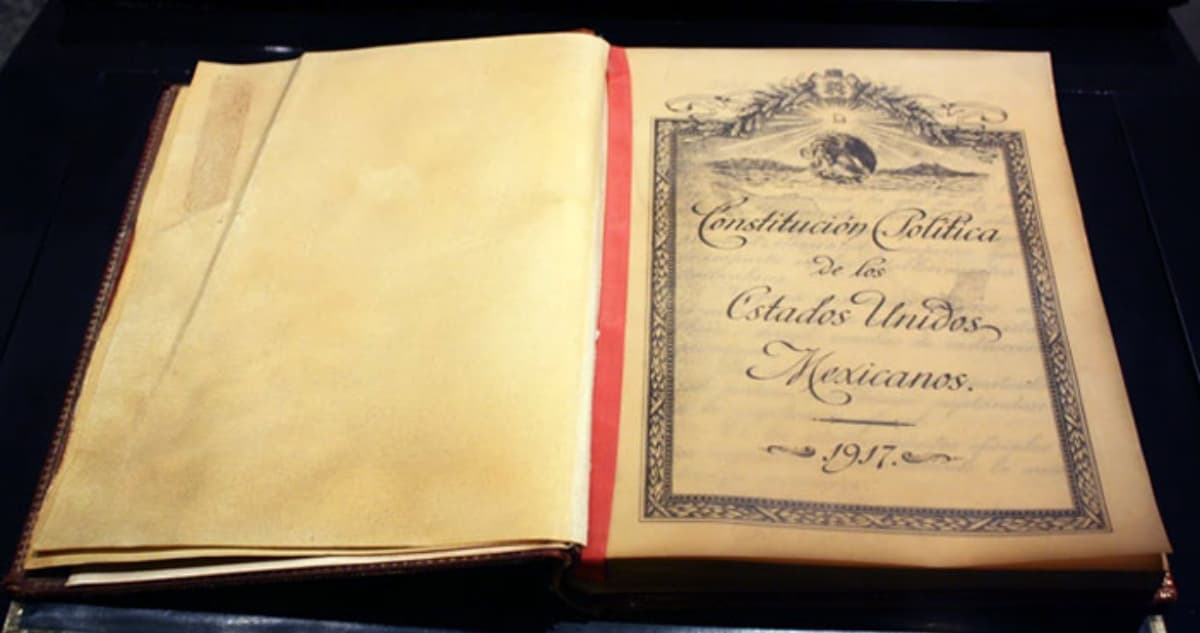 Constitución Política
de los
Estados Unidos
Mexicanos.
1917.